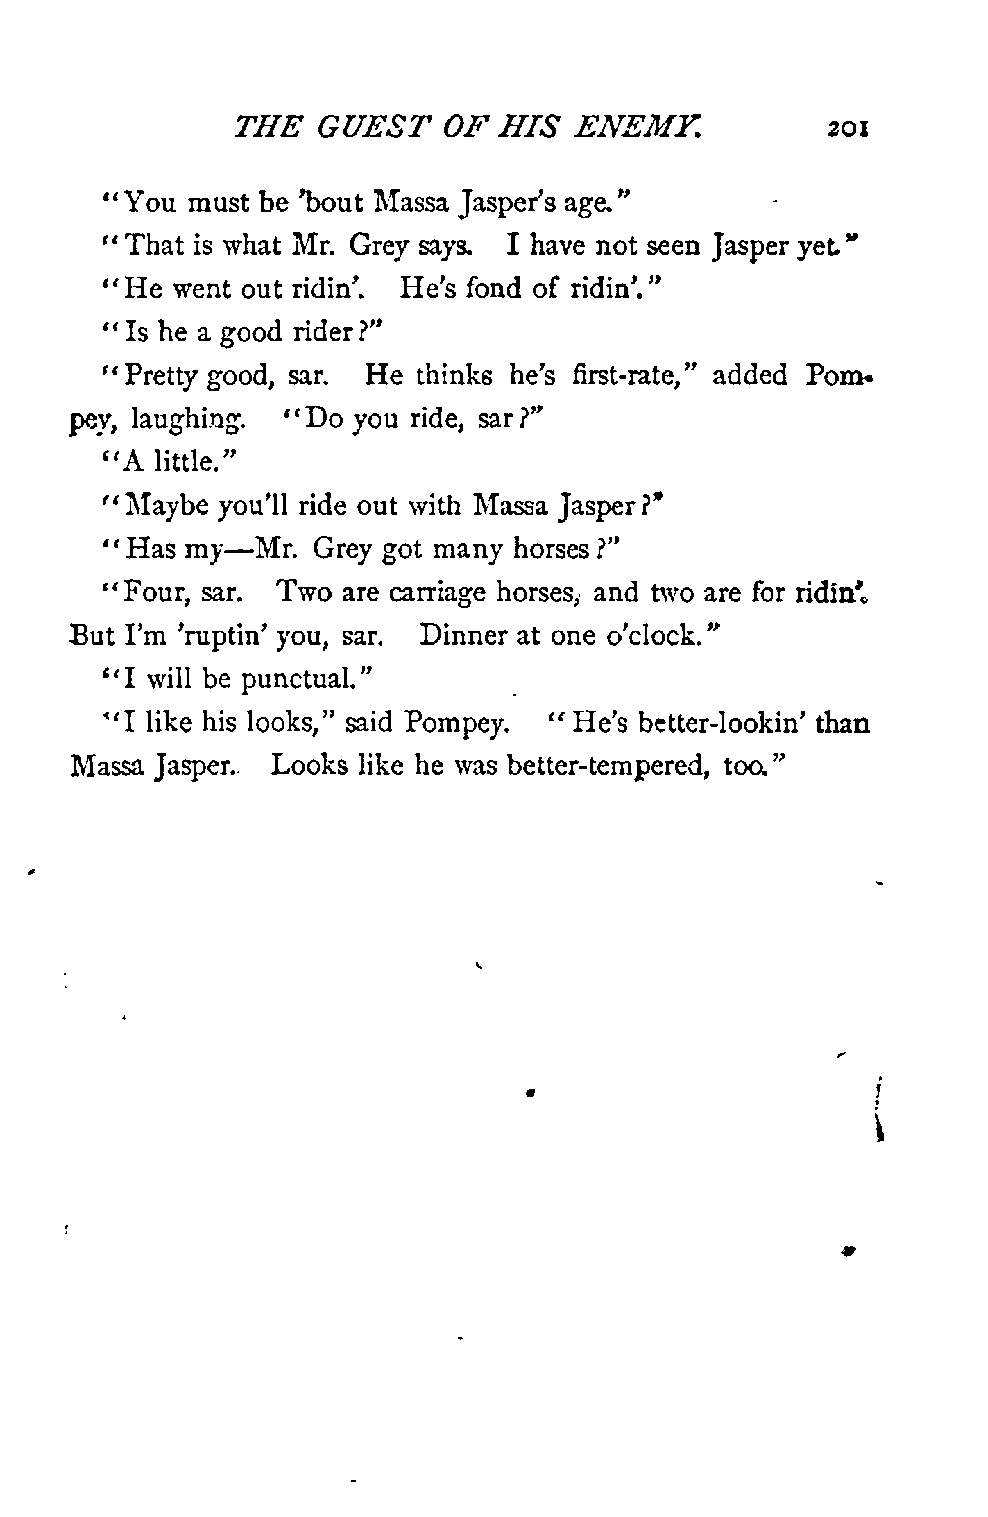 THE GUEST OF HIS ENEMY. 201
"You must be 'bout Massa Jasper's age."
"That is what Mr. Grey says. I have not seen Jasper yet."
"He went out ridin'. He's fond of ridin'."
"Is he a good rider?"
"Pretty good, sar. He thinks he's first-rate," added Pom-
pey, laughing. "Do you ride, sar?"
"A little."
"Maybe you'll ride out with Massa Jasper?"
"Has my—Mr. Grey got many horses?"
"Four, sar. Two are carriage horses, and two are for ridin'.
But I'm 'ruptin' you, sar. Dinner at one o'clock."
"I will be punctual."
"I like his looks," said Pompey. "He's better-lookin' than
Massa Jasper. Looks like he was better-tempered, too."